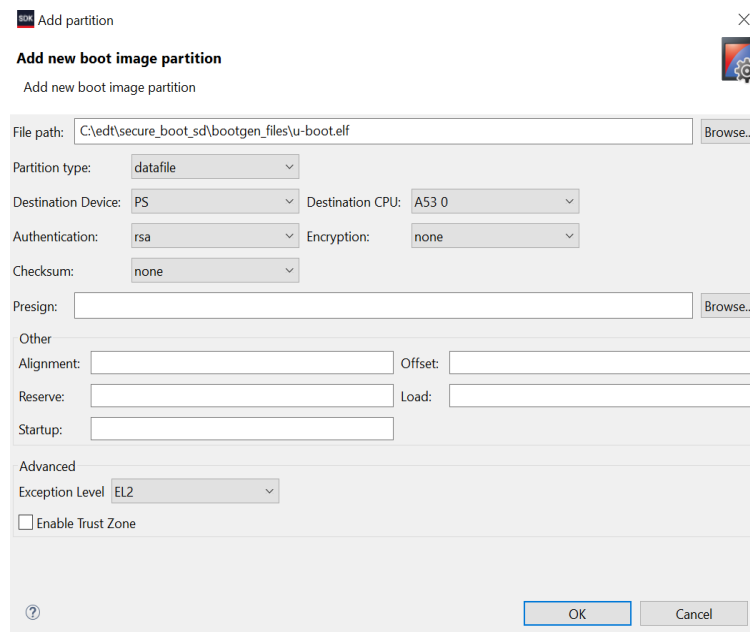 SDK Add partition
Add new boot image partition
Add new boot image partition
File path: C:\edt\secure_boot_sd\bootgen_files\u-boot.elf Browse..
Partition type: datafile
Destination Device: PS Destination CPU: A53 0
Authentication: rsa Encryption: none
Checksum: none
Presign: Browse..
Other
Alignment: Offset:
Reserve: Load:
Startup:
Advanced
Exception Level EL2
Enable Trust Zone
? OK Cancel